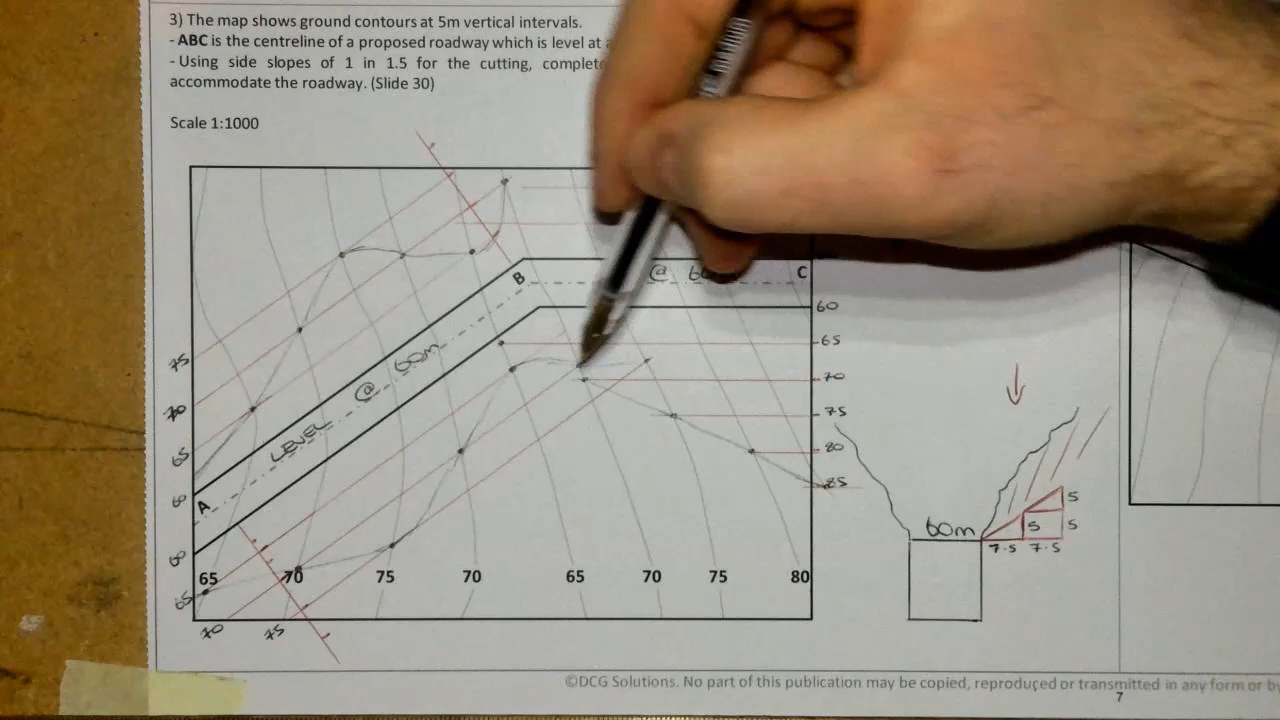 3) The map shows ground contours at 5m vertical intervals.
- ABC is the centreline of a proposed roadway which is level at
- Using side slopes of 1 in 1.5 for the cutting, complete
accommodate the roadway. (Slide 30)
Scale 1:1000
B
@
C
60
65
75
@ 60m
70
70
75
65
LEVEL
80
60
A
85
5
60m
5
5
60
7.5 7.5
65 70 75 70 65 70 75 80
65
70 75
©DCG Solutions. No part of this publication may be copied, reproduced or transmitted in any form or by
7